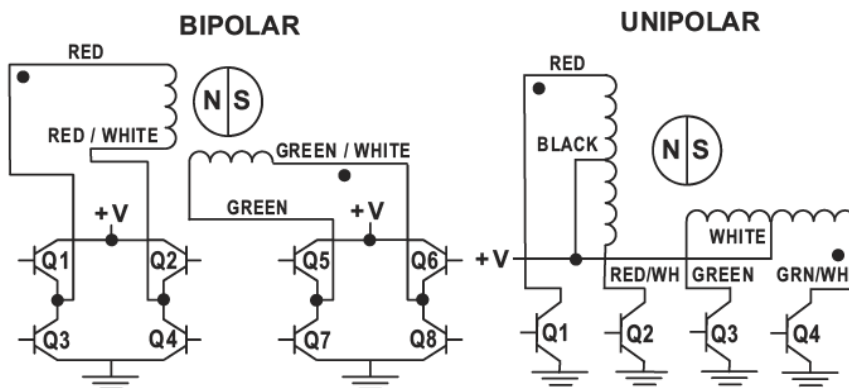 BIPOLAR
RED
N S
RED / WHITE
GREEN / WHITE
GREEN
+V
+V
Q1
Q2
Q5
Q6
Q3
Q4
Q7
Q8
UNIPOLAR
RED
BLACK
N S
WHITE
+V
RED/WH
GREEN
GRN/WH
Q1
Q2
Q3
Q4